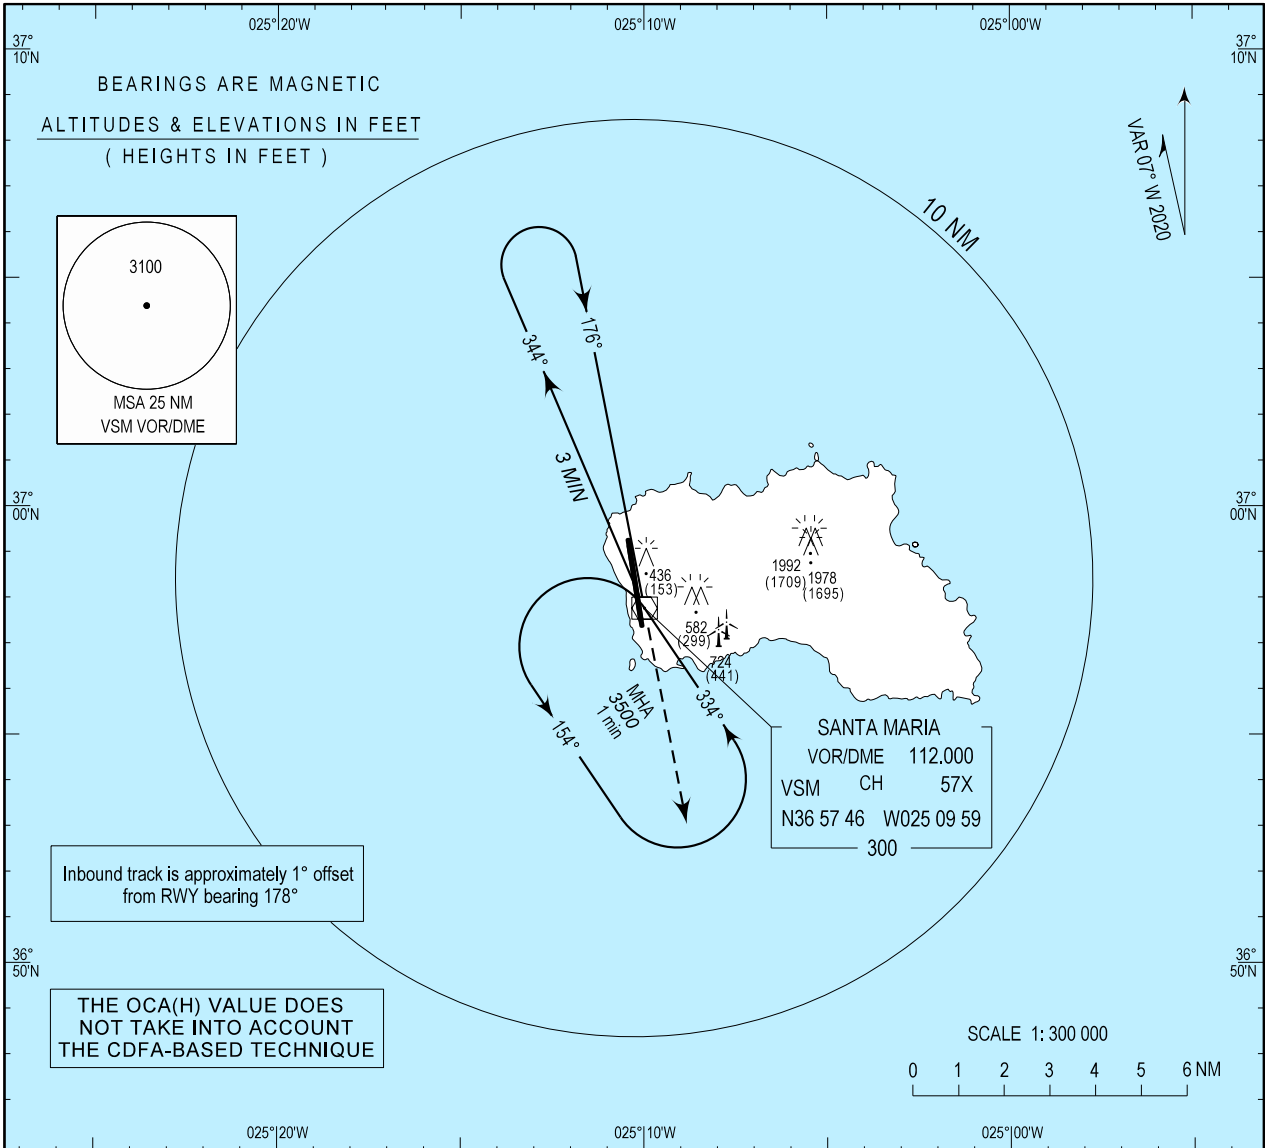 025°20'W
025°10'W
025°00'W
37°
10'N
37°
10'N
BEARINGS ARE MAGNETIC
ALTITUDES & ELEVATIONS IN FEET
( HEIGHTS IN FEET )
VAR 07° W 2020
10 NM
3100
MSA 25 NM
VSM VOR/DME
176°
344°
3 MIN
37°
00'N
37°
00'N
436
(153)
1992
(1709)
1978
(1695)
582
(299)
724
(441)
MHA
3500
1 min
334°
154°
SANTA MARIA
VOR/DME 112.000
VSM CH 57X
N36 57 46 W025 09 59
300
Inbound track is approximately 1° offset
from RWY bearing 178°
36°
50'N
36°
50'N
THE OCA(H) VALUE DOES
NOT TAKE INTO ACCOUNT
THE CDFA-BASED TECHNIQUE
SCALE 1: 300 000
0 1 2 3 4 5 6 NM
025°20'W
025°10'W
025°00'W